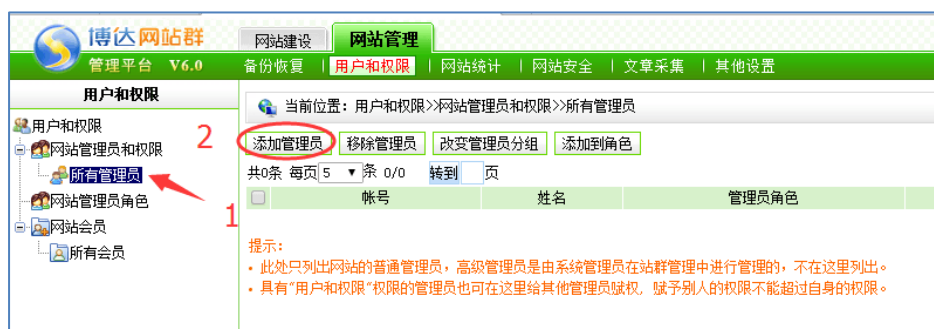 博达网站群
管理平台 V6.0
网站建设 网站管理
备份恢复 | 用户和权限 | 网站统计 | 网站安全 | 文章采集 | 其他设置
用户和权限
用户和权限
网站管理员和权限
所有管理员
网站管理员角色
网站会员
所有会员
1
2
当前位置：用户和权限>>网站管理员和权限>>所有管理员
添加管理员 移除管理员 改变管理员分组 添加到角色
共0条 每页 5 条 0/0 转到 页
帐号 姓名 管理员角色
提示：
• 此处只列出网站的普通管理员，高级管理员是由系统管理员在站群管理中进行管理的，不在这里列出。
• 具有"用户和权限"权限的管理员也可在这里给其他管理员赋权，赋予别人的权限不能超过自身的权限。